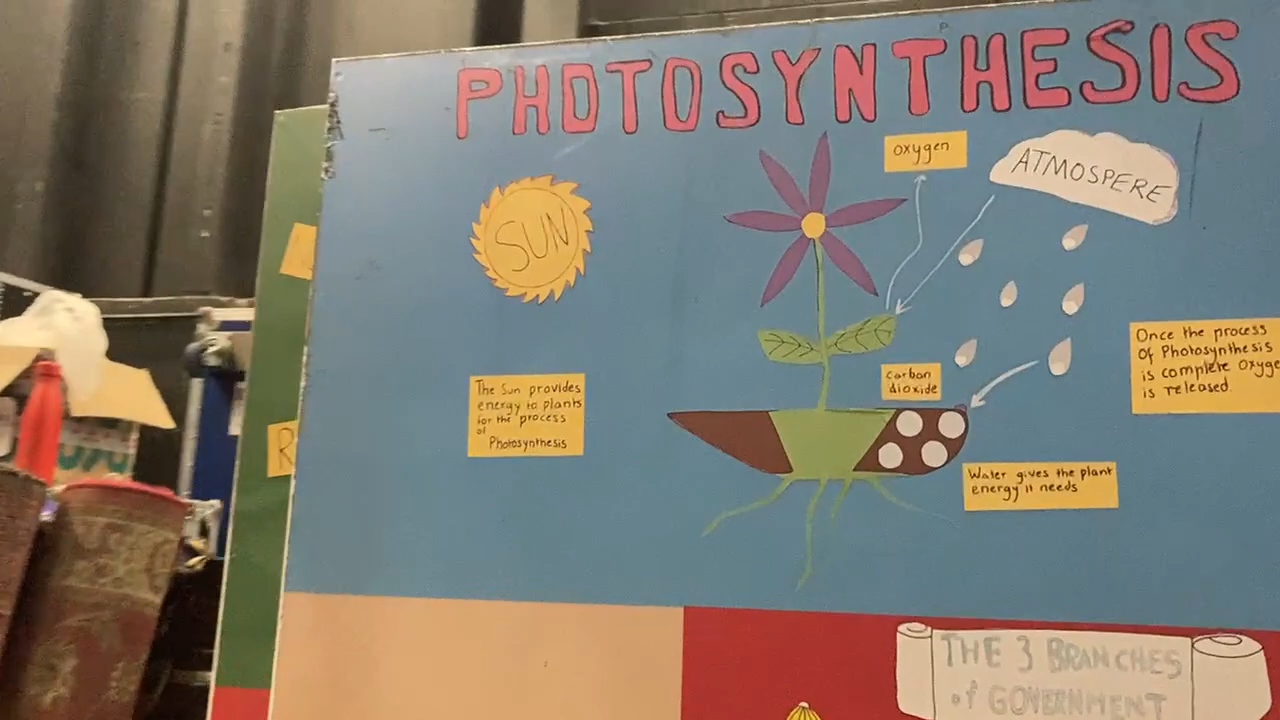 PHOTOSYNTHESIS
oxygen
ATMOSPERE
SUN
Once the process
of Photosynthesis
is complete Oxyge
is released
carbon
dioxide
The Sun provides
energy to plants
for the process
of
Photosynthesis
Water gives the plant
energy it needs
R
THE 3 BRANCHES
of GOVERNMENT